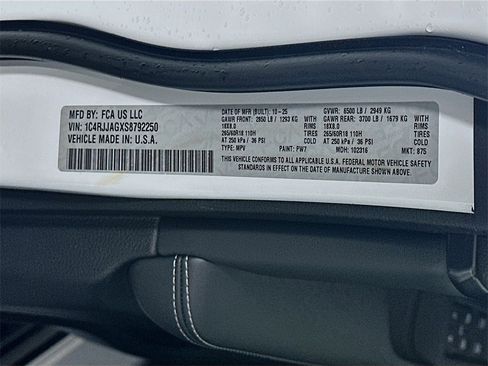 MFD BY: FCA US LLC
VIN: 1C4RJJAGXS8792250
VEHICLE MADE IN: U.S.A.
DATE OF MFR (BUILT): 10-25 GVWR: 6500 LB / 2949 KG
GAWR FRONT: 2850 LB / 1293 KG GAWR REAR: 3700 LB / 1679 KG
18X8.0 RIMS 18X8.0 RIMS
265/60R18 110H TIRES 265/60R18 110H TIRES
AT 250 kPa / 36 PSI COLD AT 250 kPa / 36 PSI COLD
TYPE: MPV PAINT: PW7 MDH: 102316 MKT: 875
THIS VEHICLE CONFORMS TO ALL APPLICABLE U.S.A. FEDERAL MOTOR VEHICLE SAFETY
STANDARDS IN EFFECT ON THE DATE OF MANUFACTURE SHOWN ABOVE.